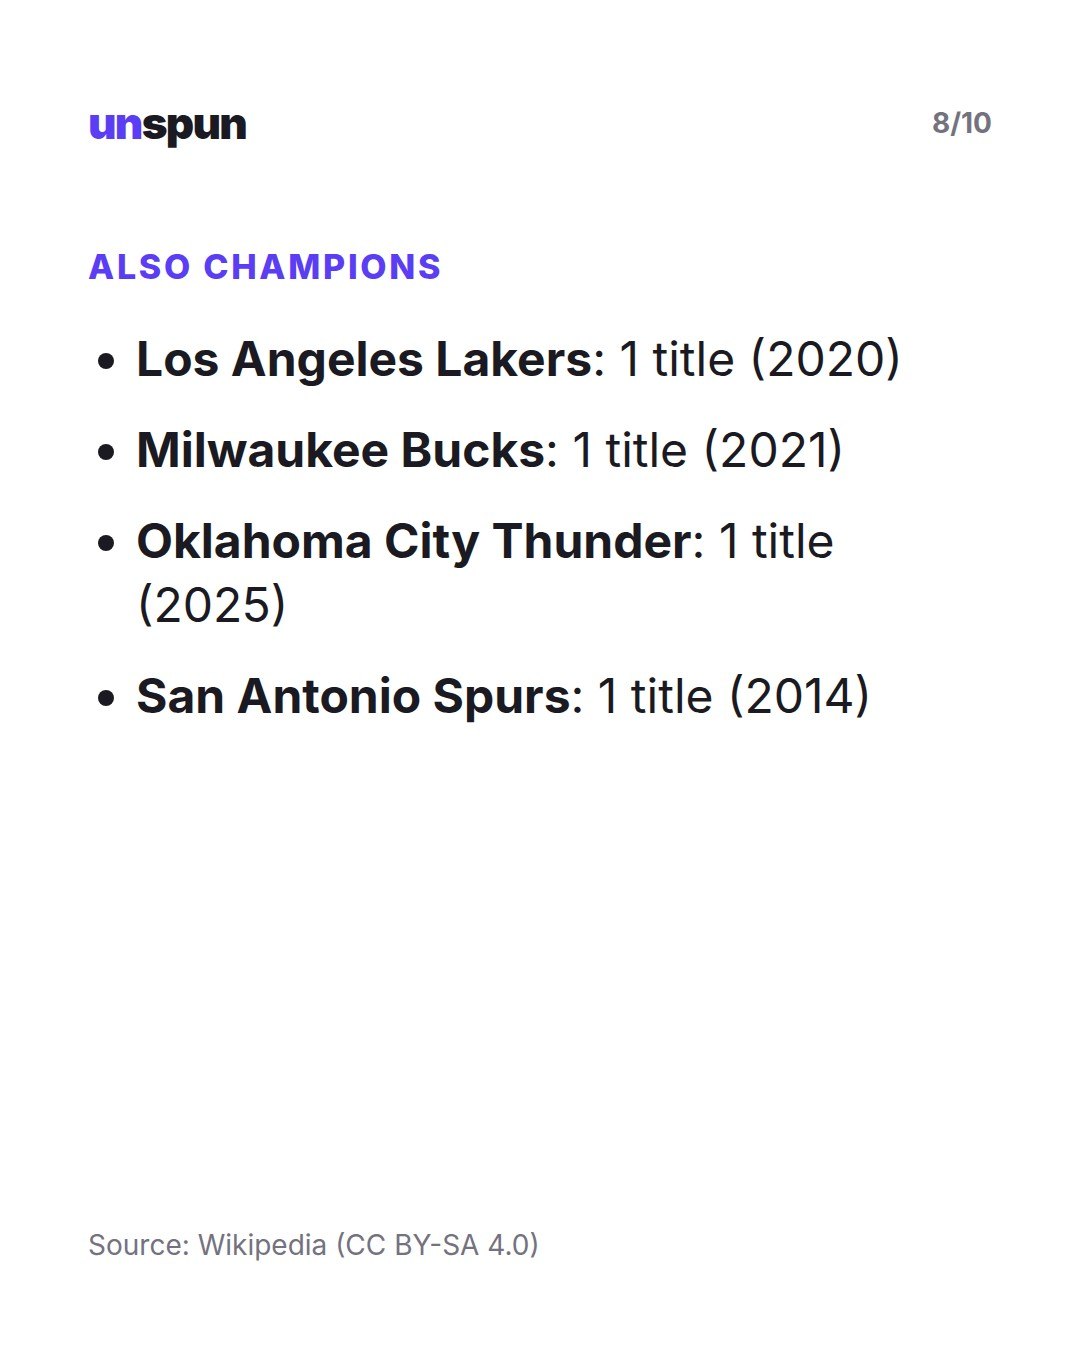 unspun
8/10
ALSO CHAMPIONS
• Los Angeles Lakers: 1 title (2020)
• Milwaukee Bucks: 1 title (2021)
• Oklahoma City Thunder: 1 title
(2025)
• San Antonio Spurs: 1 title (2014)
Source: Wikipedia (CC BY-SA 4.0)